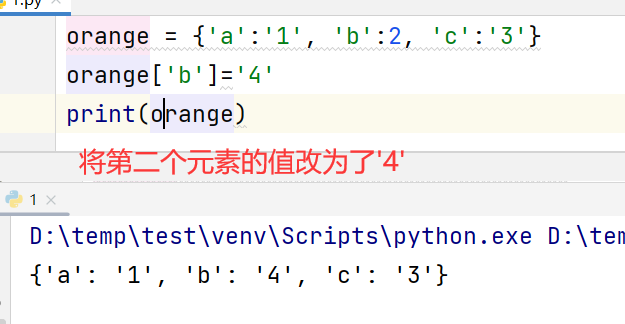 1.py
orange = {'a':'1', 'b':2, 'c':'3'}
orange['b']='4'
print(orange)
将第二个元素的值改为了'4'
1
D:\temp\test\venv\Scripts\python.exe D:\tem
{'a': '1', 'b': '4', 'c': '3'}